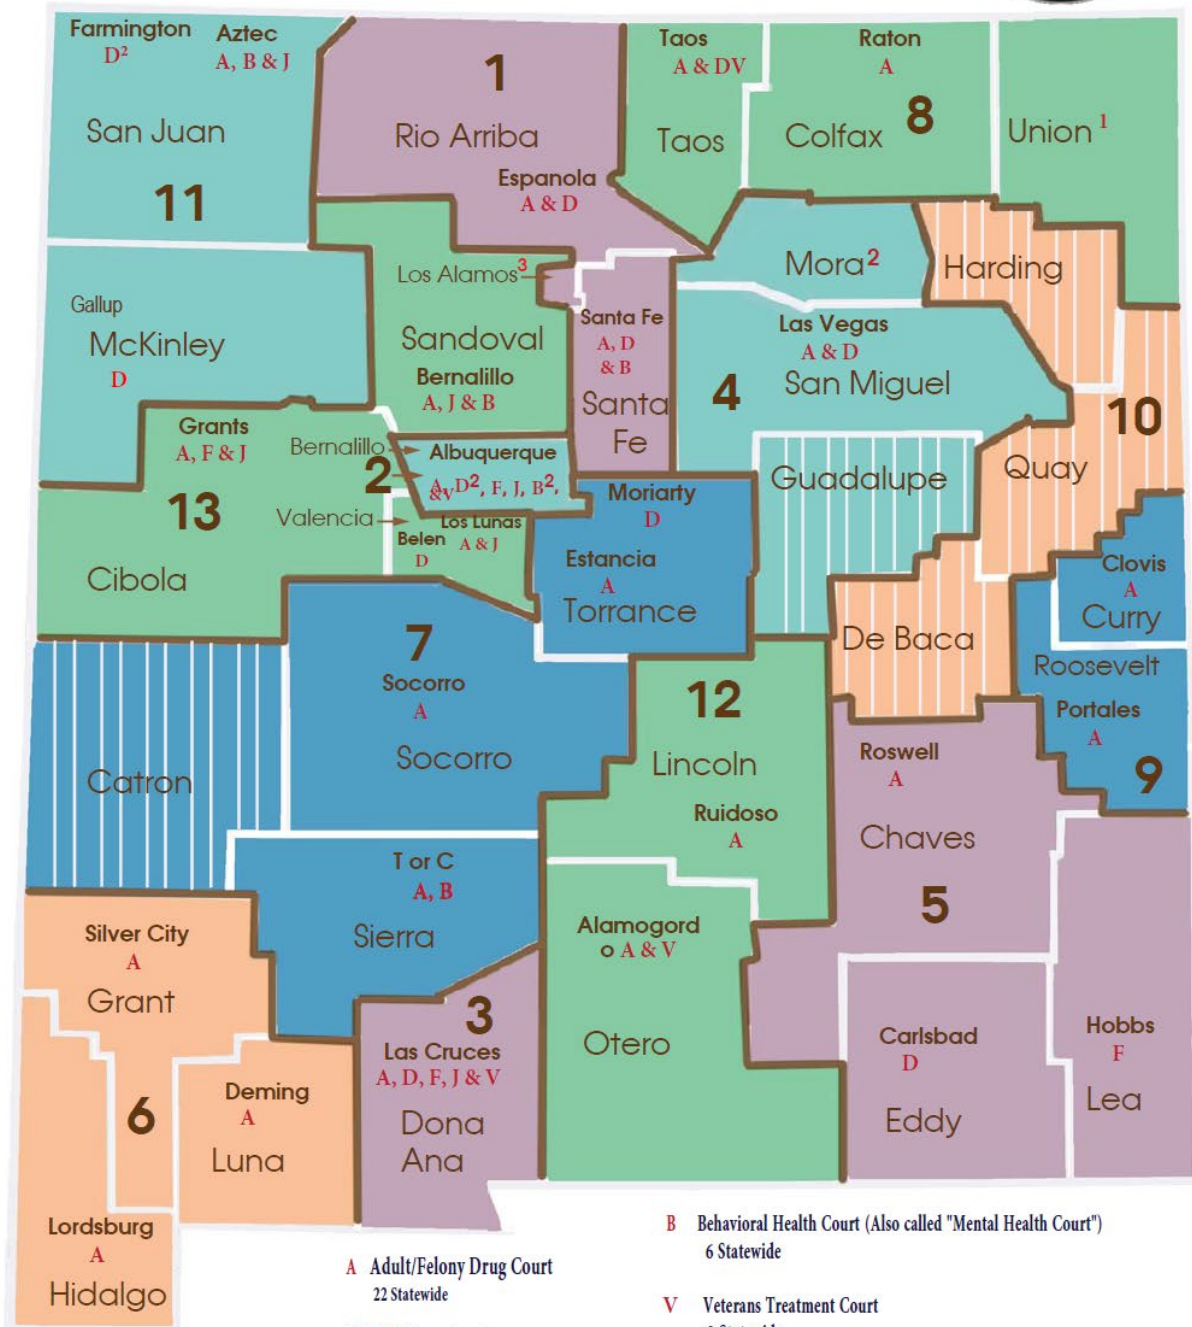 Farmington
D²
Aztec
A, B & J
San Juan
11
1
Rio Arriba
Espanola
A & D
Taos
A & DV
Taos
Raton
A
Colfax
8
Union 1
Gallup
McKinley
D
Los Alamos3
Sandoval
Bernalillo
A, J & B
Santa Fe
A, D
& B
Santa
Fe
Mora2
Harding
Las Vegas
A & D
4
San Miguel
10
Quay
Guadalupe
Grants
A, F & J
13
Cibola
Bernalillo
2
Albuquerque
A, D2, F, J, B2,
&V
Valencia
Belen
D
Los Lunas
A & J
Moriarty
D
Estancia
A
Torrance
De Baca
Clovis
A
Curry
Roosevelt
Portales
A
9
Catron
7
Socorro
A
Socorro
12
Lincoln
Ruidoso
A
Roswell
A
Chaves
5
T or C
A, B
Sierra
Silver City
A
Grant
6
Deming
A
Luna
Lordsburg
A
Hidalgo
3
Las Cruces
A, D, F, J & V
Dona
Ana
Alamogord
o A & V
Otero
Carlsbad
D
Eddy
Hobbs
F
Lea
A Adult/Felony Drug Court
22 Statewide
B Behavioral Health Court (Also called "Mental Health Court")
6 Statewide
V Veterans Treatment Court